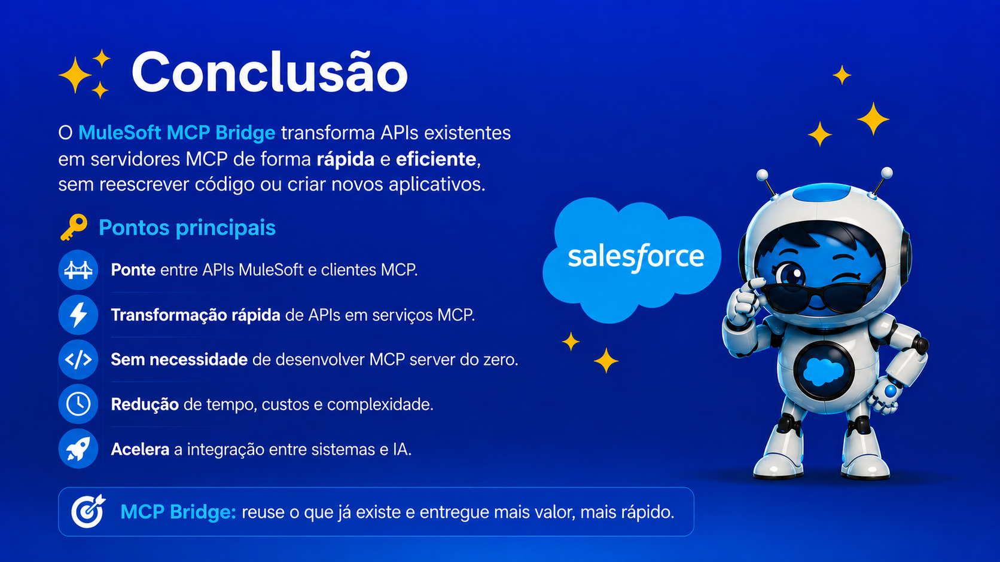 Conclusão
O MuleSoft MCP Bridge transforma APIs existentes
em servidores MCP de forma rápida e eficiente,
sem reescrever código ou criar novos aplicativos.
Pontos principais
Ponte entre APIs MuleSoft e clientes MCP.
Transformação rápida de APIs em serviços MCP.
</> Sem necessidade de desenvolver MCP server do zero.
Redução de tempo, custos e complexidade.
Acelera a integração entre sistemas e IA.
MCP Bridge: reuse o que já existe e entregue mais valor, mais rápido.
salesforce